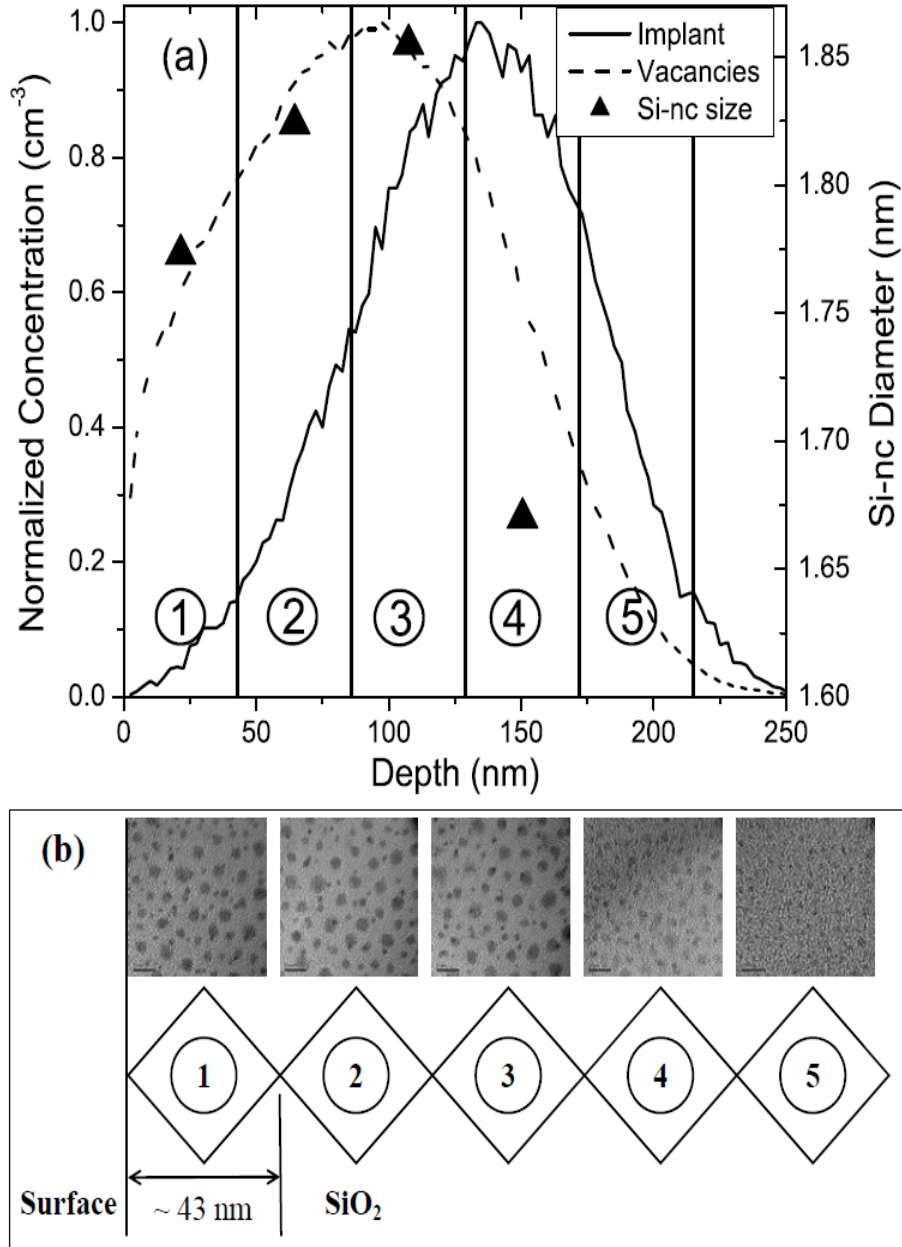 (a)
Implant
Vacancies
Si-nc size
Normalized Concentration (cm⁻³)
1.0
0.8
0.6
0.4
0.2
0.0
Si-nc Diameter (nm)
1.85
1.80
1.75
1.70
1.65
1.60
1 2 3 4 5
0 50 100 150 200 250
Depth (nm)
(b)
1 2 3 4 5
Surface ~ 43 nm SiO₂